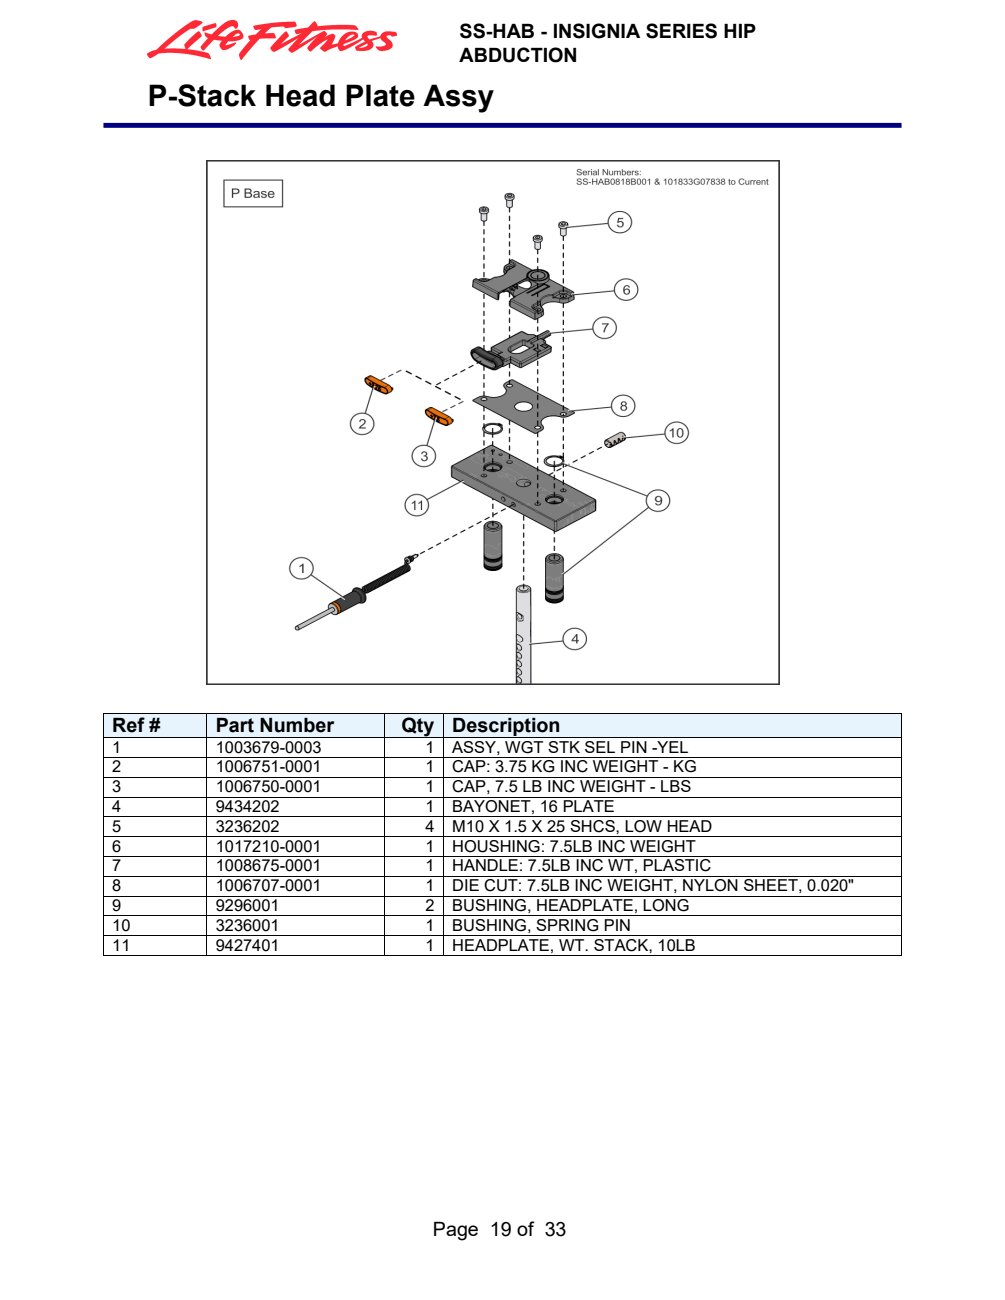 Life Fitness
SS-HAB - INSIGNIA SERIES HIP
ABDUCTION
P-Stack Head Plate Assy
Serial Numbers:
SS-HAB0818B001 & 101833G07838 to Current
P Base
5
6
7
2
8
3
10
11
9
1
4
Ref # Part Number Qty Description
1 1003679-0003 1 ASSY, WGT STK SEL PIN -YEL
2 1006751-0001 1 CAP: 3.75 KG INC WEIGHT - KG
3 1006750-0001 1 CAP, 7.5 LB INC WEIGHT - LBS
4 9434202 1 BAYONET, 16 PLATE
5 3236202 4 M10 X 1.5 X 25 SHCS, LOW HEAD
6 1017210-0001 1 HOUSHING: 7.5LB INC WEIGHT
7 1008675-0001 1 HANDLE: 7.5LB INC WT, PLASTIC
8 1006707-0001 1 DIE CUT: 7.5LB INC WEIGHT, NYLON SHEET, 0.020"
9 9296001 2 BUSHING, HEADPLATE, LONG
10 3236001 1 BUSHING, SPRING PIN
11 9427401 1 HEADPLATE, WT. STACK, 10LB
Page 19 of 33